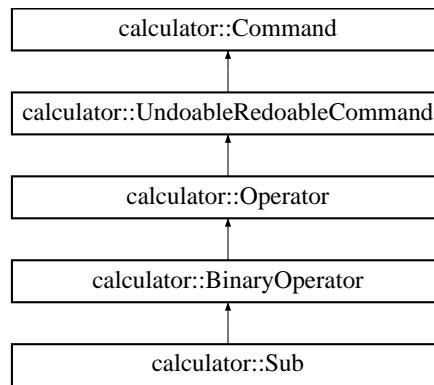 calculator::Command
calculator::UndoableRedoableCommand
calculator::Operator
calculator::BinaryOperator
calculator::Sub